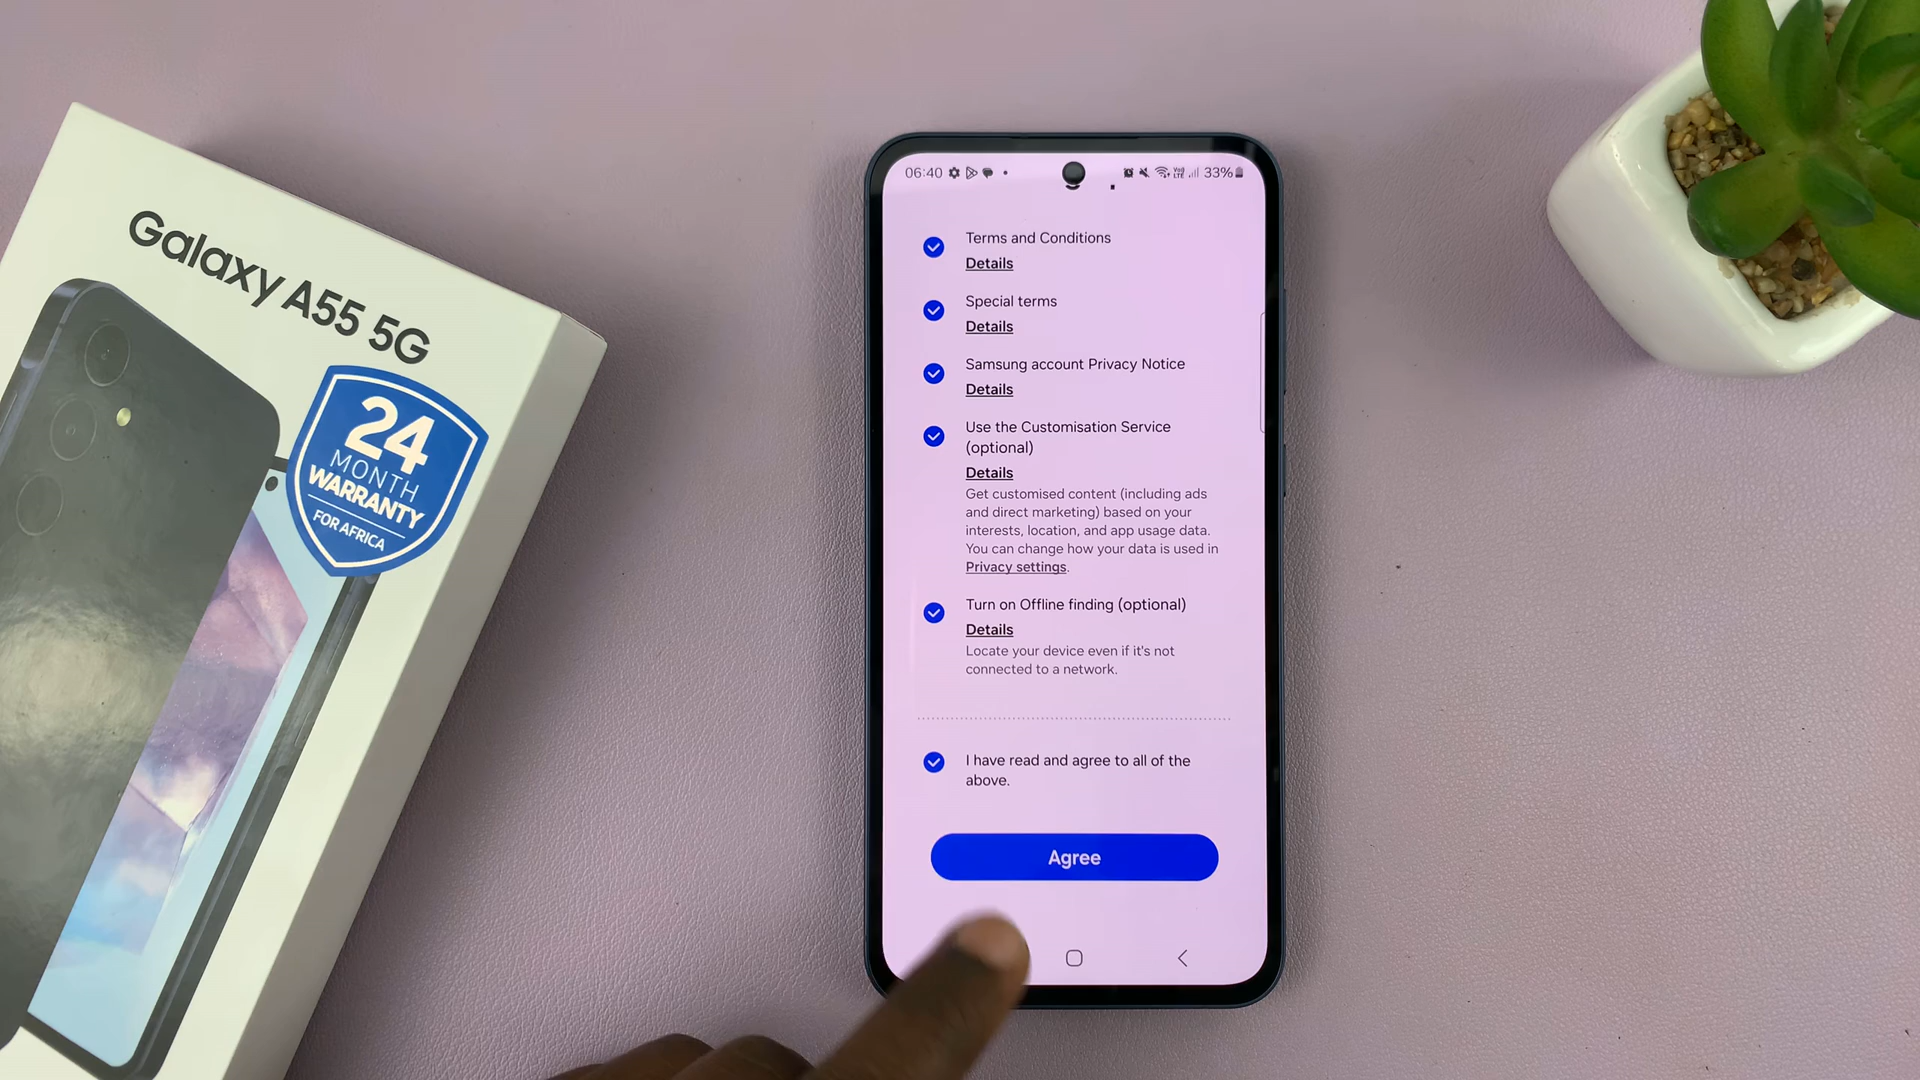 Galaxy A55 5G
24
MONTH
WARRANTY
FOR AFRICA
06:40 33%
Terms and Conditions
Details
Special terms
Details
Samsung account Privacy Notice
Details
Use the Customisation Service
(optional)
Details
Get customised content (including ads
and direct marketing) based on your
interests, location, and app usage data.
You can change how your data is used in
Privacy settings.
Turn on Offline finding (optional)
Details
Locate your device even if it's not
connected to a network.
I have read and agree to all of the
above.
Agree